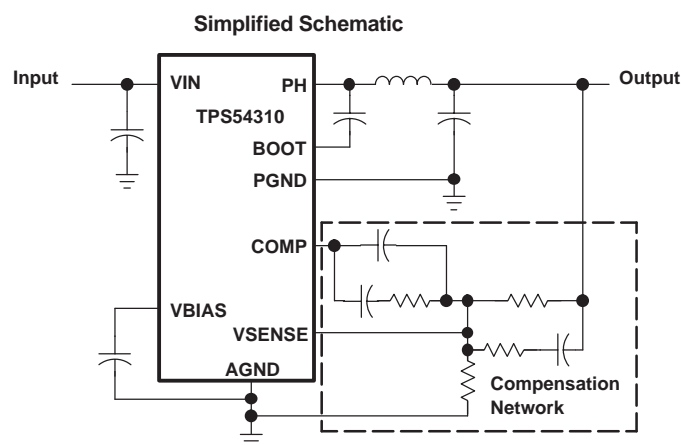 Simplified Schematic
Input
VIN
PH
Output
TPS54310
BOOT
PGND
COMP
VBIAS
VSENSE
AGND
Compensation
Network